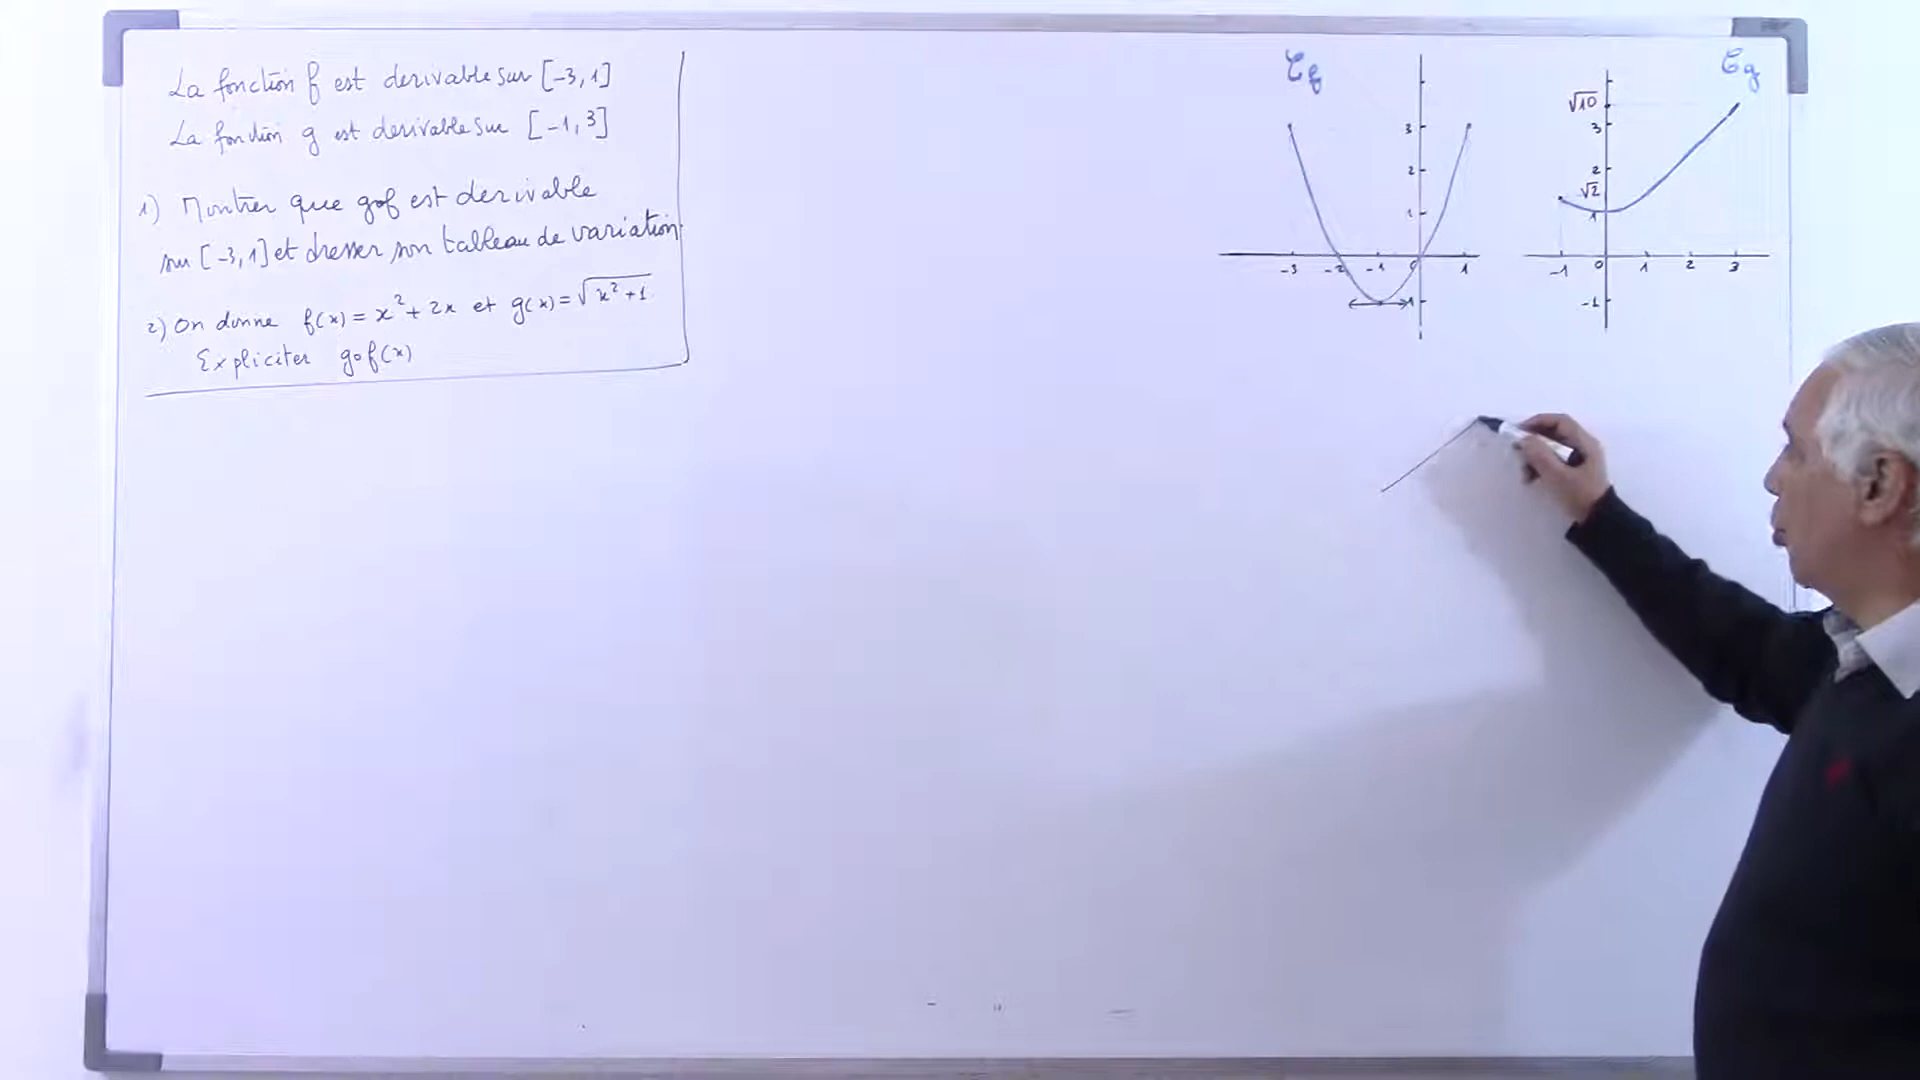 La fonction f est derivable sur [-3,1]
La fonction g est derivable sur [-1,3]
1) Montrer que gof est derivable
sur [-3,1] et dresser son tableau de variation
2) On donne f(x) = x² + 2x et g(x) = √(x²+1)
Expliciter gof(x)
𝒞f
3
2
1
-3 -2 -1 0 1
-1
𝒞g
√10
3
2
√2
1
-1 0 1 2 3
-1